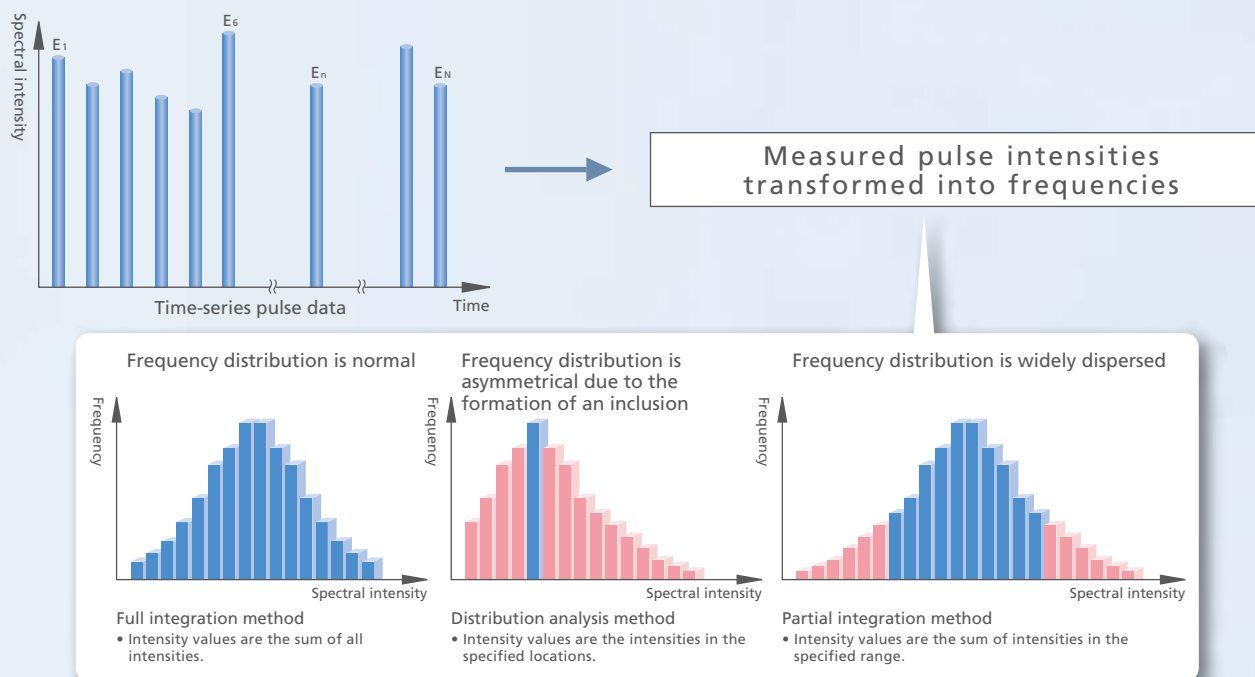 Spectral intensity
E1
E6
En
EN
Time-series pulse data
Time
Measured pulse intensities
transformed into frequencies
Frequency distribution is normal
Frequency
Spectral intensity
Full integration method
• Intensity values are the sum of all
intensities.
Frequency distribution is
asymmetrical due to the
formation of an inclusion
Frequency
Spectral intensity
Distribution analysis method
• Intensity values are the intensities in the
specified locations.
Frequency distribution is widely dispersed
Frequency
Spectral intensity
Partial integration method
• Intensity values are the sum of intensities in the
specified range.